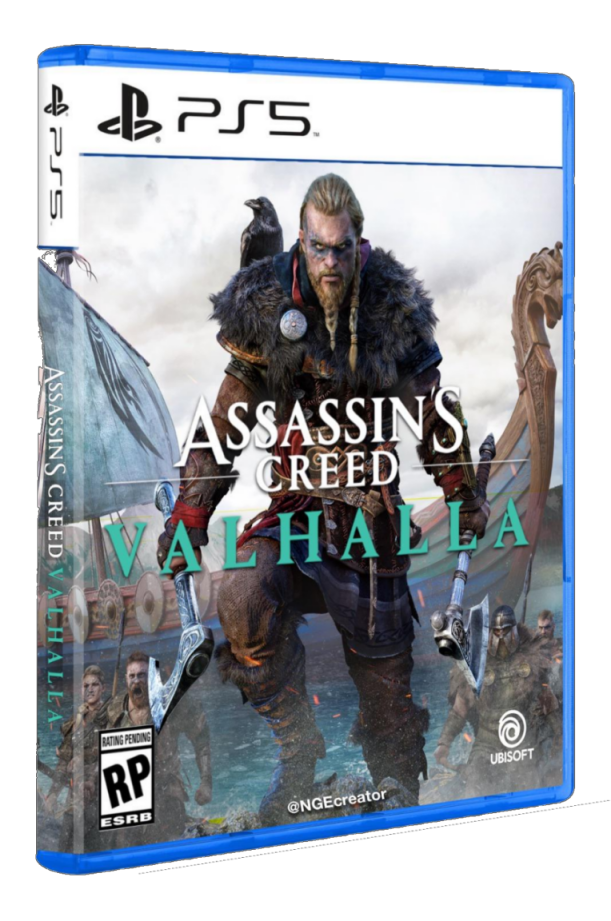 PS5
PS5
ASSASSIN'S
CREED
VALHALLA
ASSASSIN'S CREED VALHALLA
RATING PENDING
RP
ESRB
UBISOFT
@NGEcreator